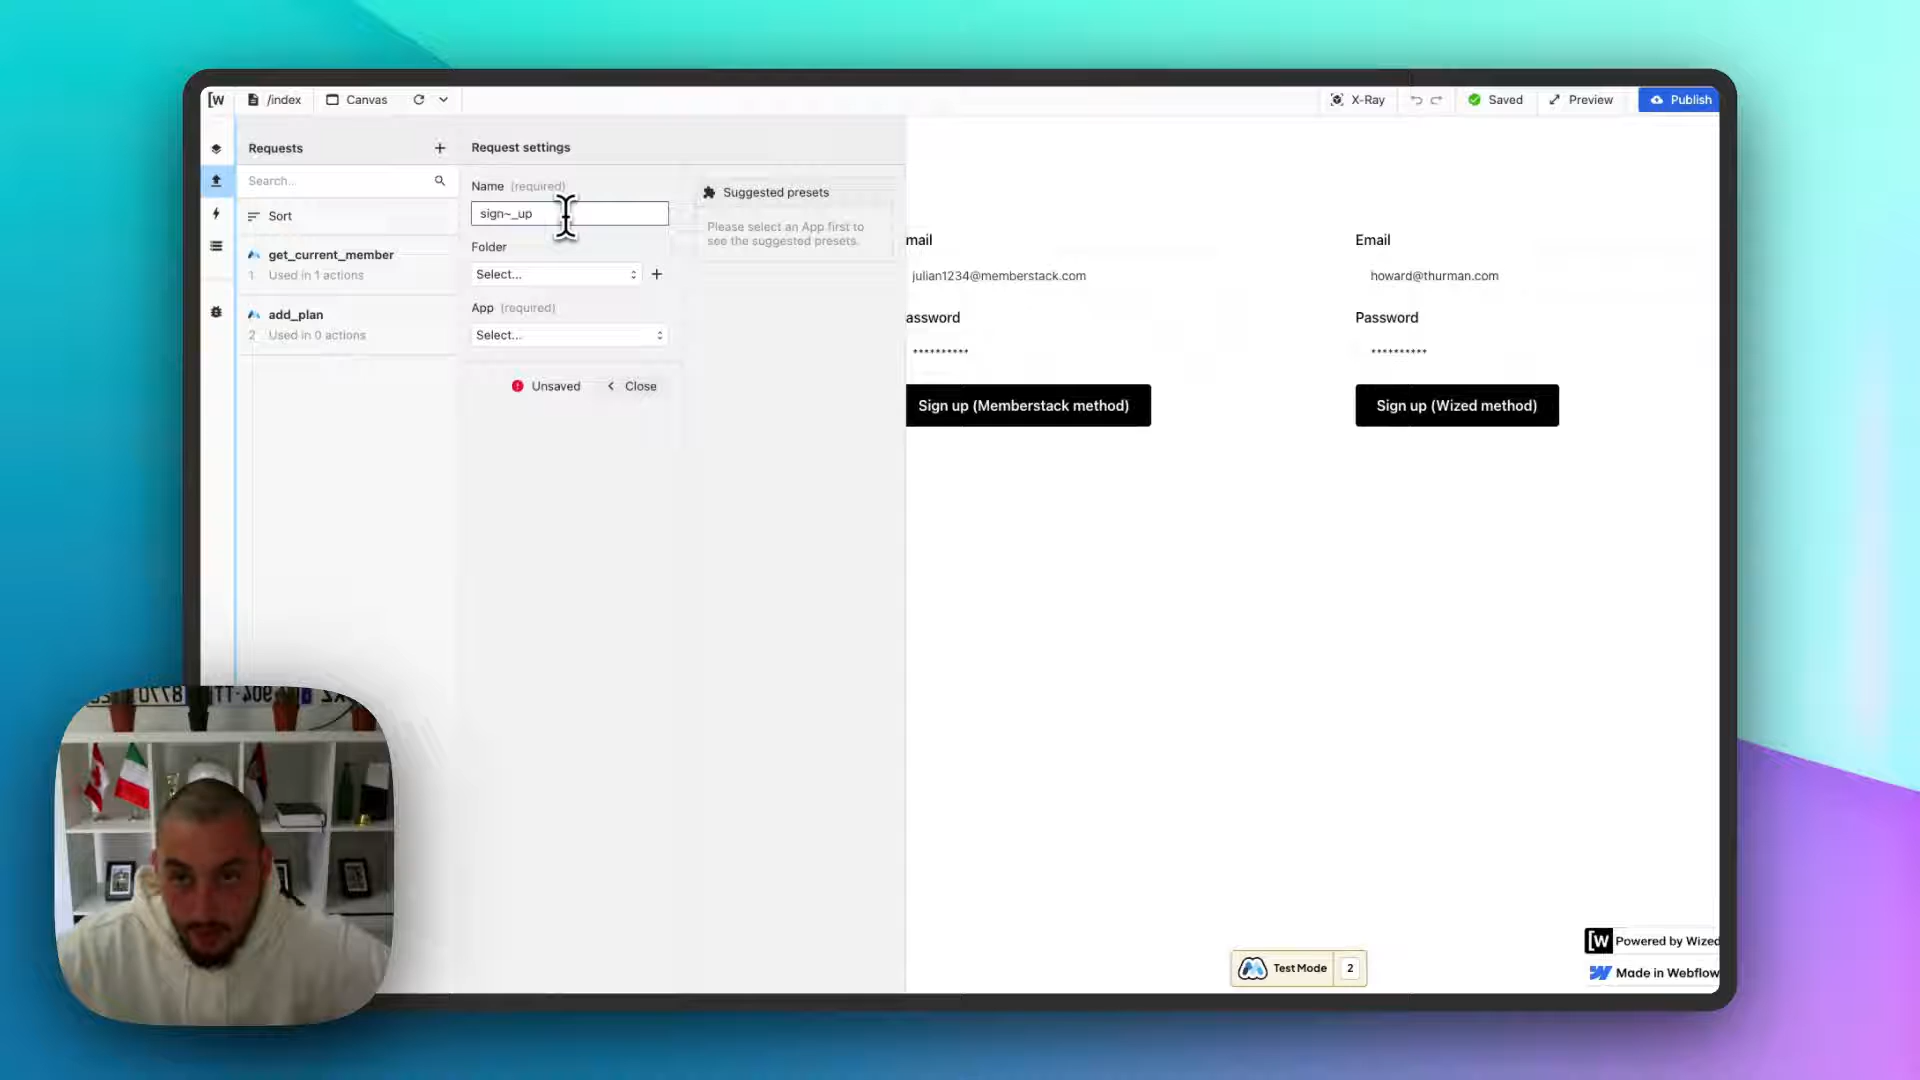 [W
/index
Canvas
X-Ray
Saved
Preview
Publish
Requests
Search...
Sort
get_current_member
1 Used in 1 actions
add_plan
2 Used in 0 actions
Request settings
Name (required)
sign~_up
Folder
Select...
App (required)
Select...
Unsaved
Close
Suggested presets
Please select an App first to
see the suggested presets.
mail
julian1234@memberstack.com
assword
**********
Sign up (Memberstack method)
Email
howard@thurman.com
Password
**********
Sign up (Wized method)
Test Mode 2
[W Powered by Wized
Made in Webflow